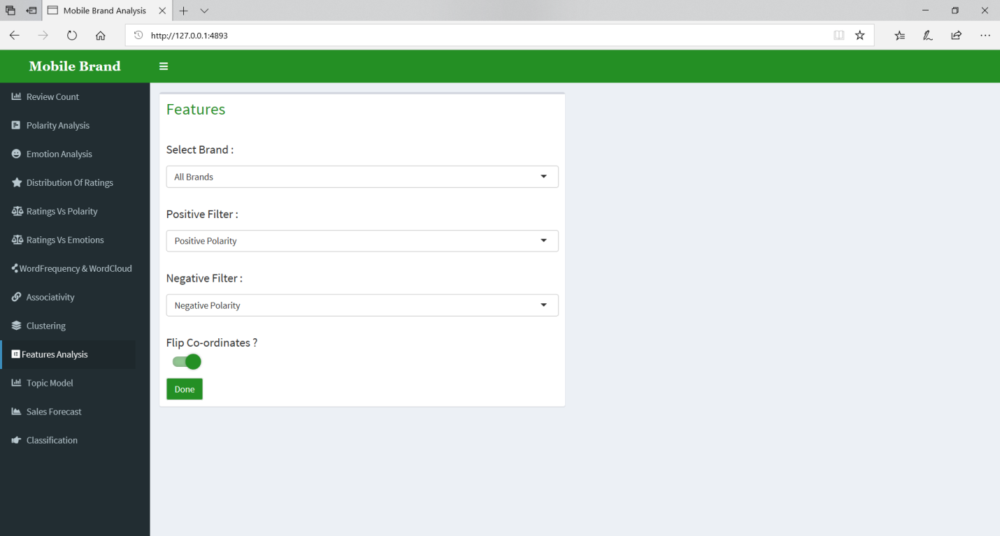 Mobile Brand Analysis
http://127.0.0.1:4893
Mobile Brand
Review Count
Polarity Analysis
Emotion Analysis
Distribution Of Ratings
Ratings Vs Polarity
Ratings Vs Emotions
WordFrequency & WordCloud
Associativity
Clustering
Features Analysis
Topic Model
Sales Forecast
Classification
Features
Select Brand :
All Brands
Positive Filter :
Positive Polarity
Negative Filter :
Negative Polarity
Flip Co-ordinates ?
Done